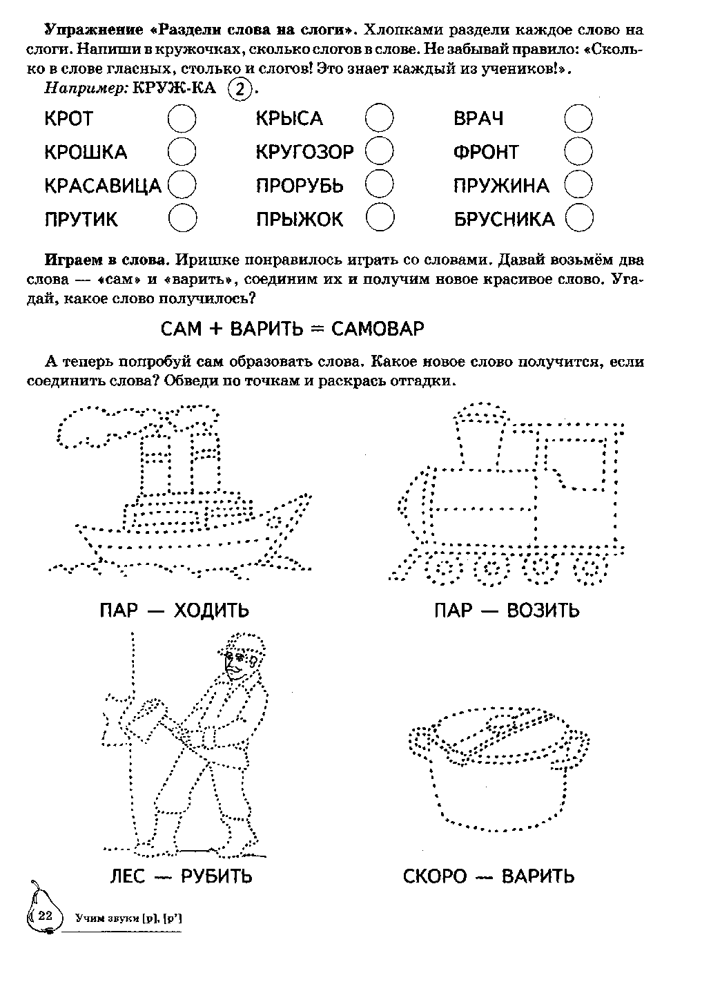 Упражнение «Раздели слова на слоги». Хлопками раздели каждое слово на
слоги. Напиши в кружочках, сколько слогов в слове. Не забывай правило: «Сколь-
ко в слове гласных, столько и слогов! Это знает каждый из учеников!».
Например: КРУЖ-КА 2.
КРОТ КРЫСА ВРАЧ
КРОШКА КРУГОЗОР ФРОНТ
КРАСАВИЦА ПРОРУБЬ ПРУЖИНА
ПРУТИК ПРЫЖОК БРУСНИКА
Играем в слова. Иришке понравилось играть со словами. Давай возьмём два
слова — «сам» и «варить», соединим их и получим новое красивое слово. Уга-
дай, какое слово получилось?
САМ + ВАРИТЬ = САМОВАР
А теперь попробуй сам образовать слова. Какое новое слово получится, если
соединить слова? Обведи по точкам и раскрась отгадки.
ПАР — ХОДИТЬ ПАР — ВОЗИТЬ
ЛЕС — РУБИТЬ СКОРО — ВАРИТЬ
22 Учим звуки [р], [р’]